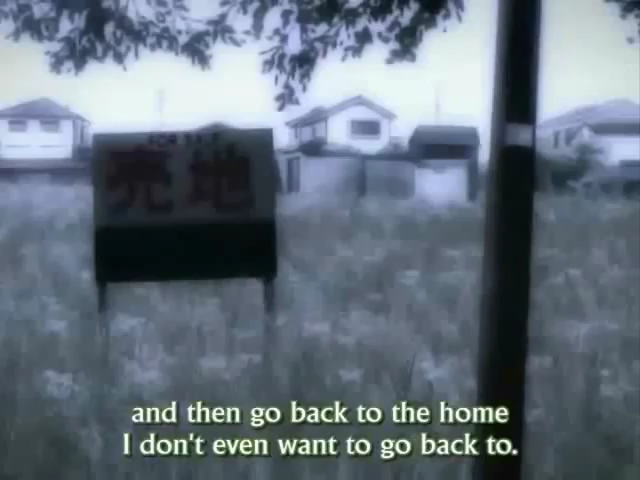 売地
and then go back to the home
I don't even want to go back to.